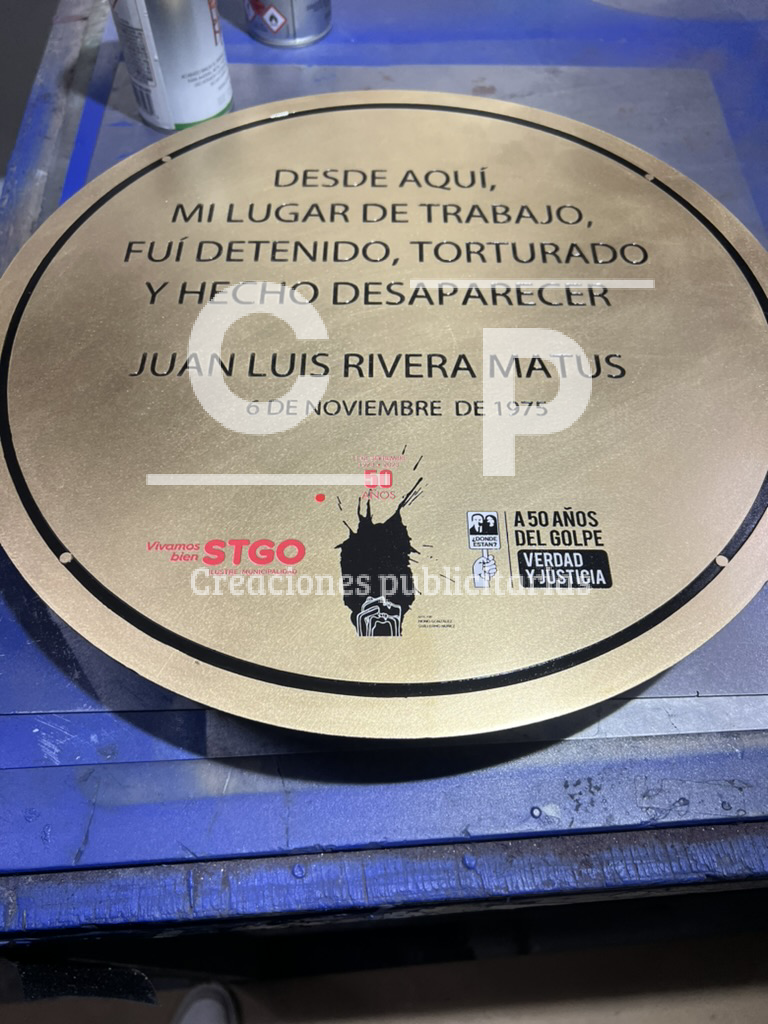 DESDE AQUÍ,
MI LUGAR DE TRABAJO,
FUÍ DETENIDO, TORTURADO
Y HECHO DESAPARECER
JUAN LUIS RIVERA MATUS
6 DE NOVIEMBRE DE 1975
C P
50
AÑOS
Vivamos
bien STGO
ILUSTRE MUNICIPALIDAD
¿DONDE
ESTAN?
A 50 AÑOS
DEL GOLPE
VERDAD
Y JUSTICIA
Creaciones publicitarias